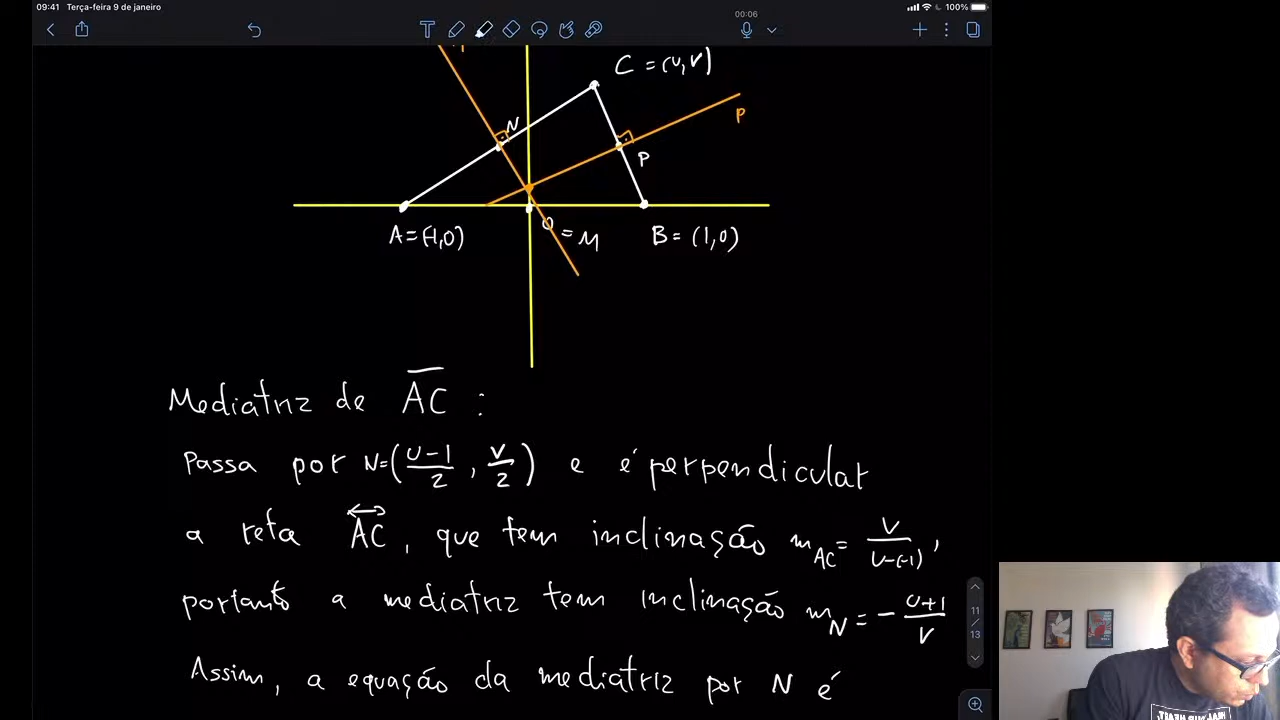 09:41 Terça-feira 9 de janeiro
100%
00:06
C = (u, v)
N
P
P
A=(-1,0)
O = M
B = (1,0)
Mediatriz de AC :
Passa por N=(u-1/2 , v/2) e é perpendicular
a reta AC, que tem inclinação m_AC = v/u-(-1) ,
portanto a mediatriz tem inclinação m_N = - u+1/v
Assim, a equação da mediatriz por N é
11
/
13